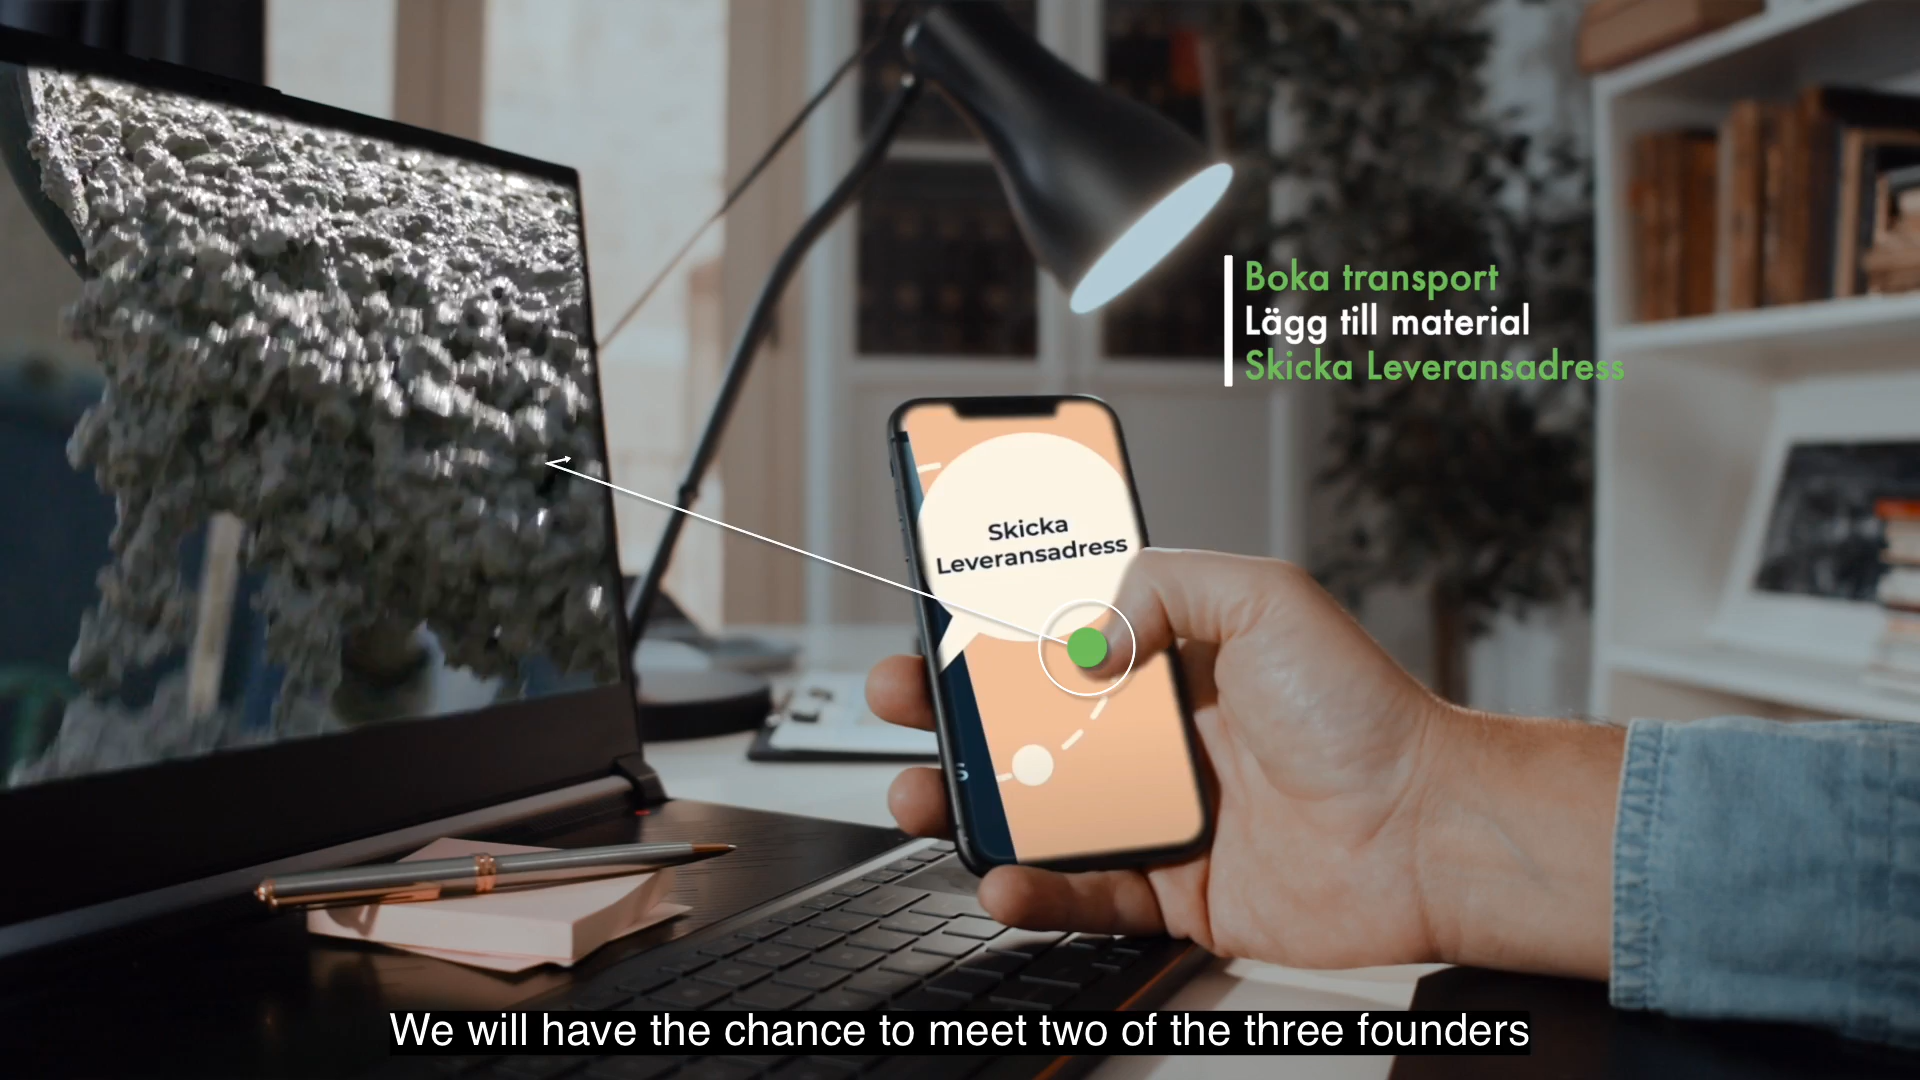 Boka transport
Lägg till material
Skicka Leveransadress
Skicka
Leveransadress
s
We will have the chance to meet two of the three founders